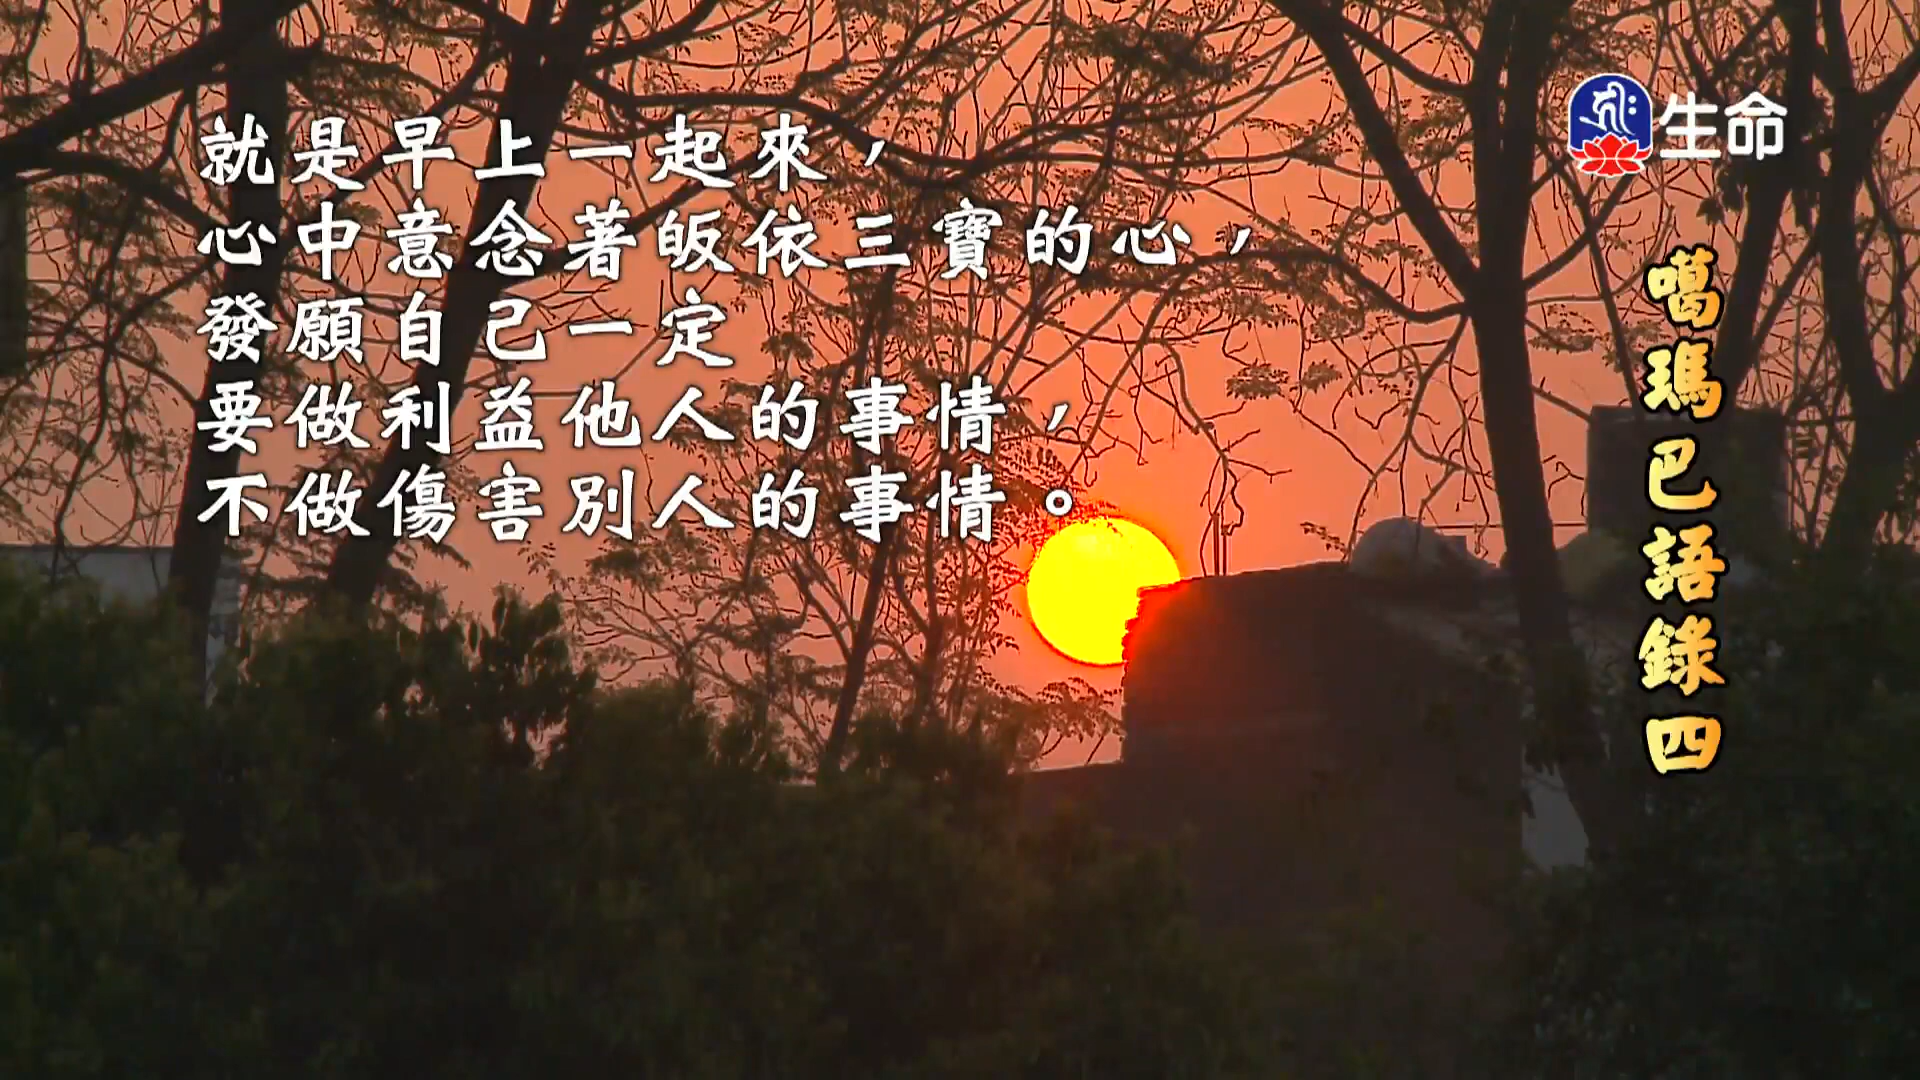 就是早上一起來，
心中意念著皈依三寶的心，
發願自己一定
要做利益他人的事情，
不做傷害別人的事情。
生命
噶瑪巴語錄四